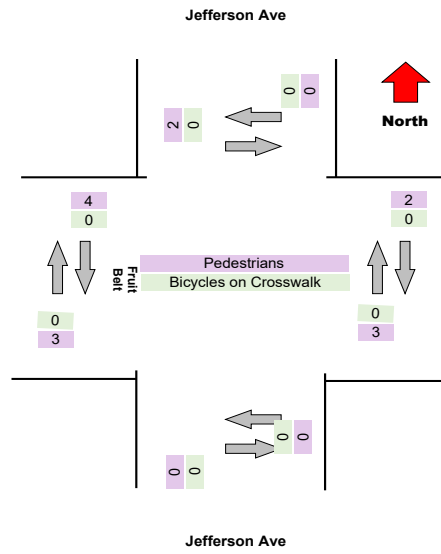 Jefferson Ave
0 0
2 0
North
4
0
2
0
Fruit
Belt
Pedestrians
Bicycles on Crosswalk
0
3
0
3
0 0
0 0
Jefferson Ave